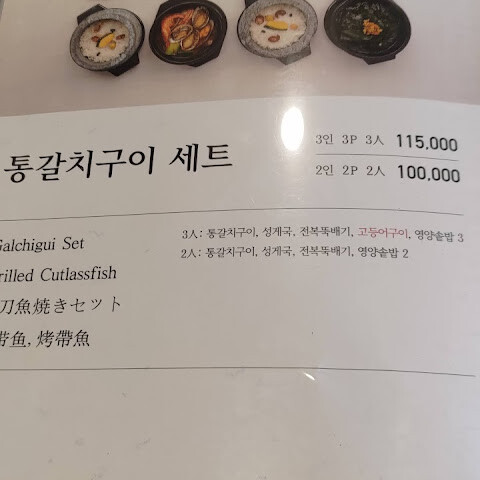 통갈치구이 세트
3인 3P 3人 115,000
2인 2P 2人 100,000
Galchigui Set
3인: 통갈치구이, 성게국, 전복뚝배기, 고등어구이, 영양솥밥 3
2인: 통갈치구이, 성게국, 전복뚝배기, 영양솥밥 2
rilled Cutlassfish
刀魚焼きセット
带鱼, 烤帶魚